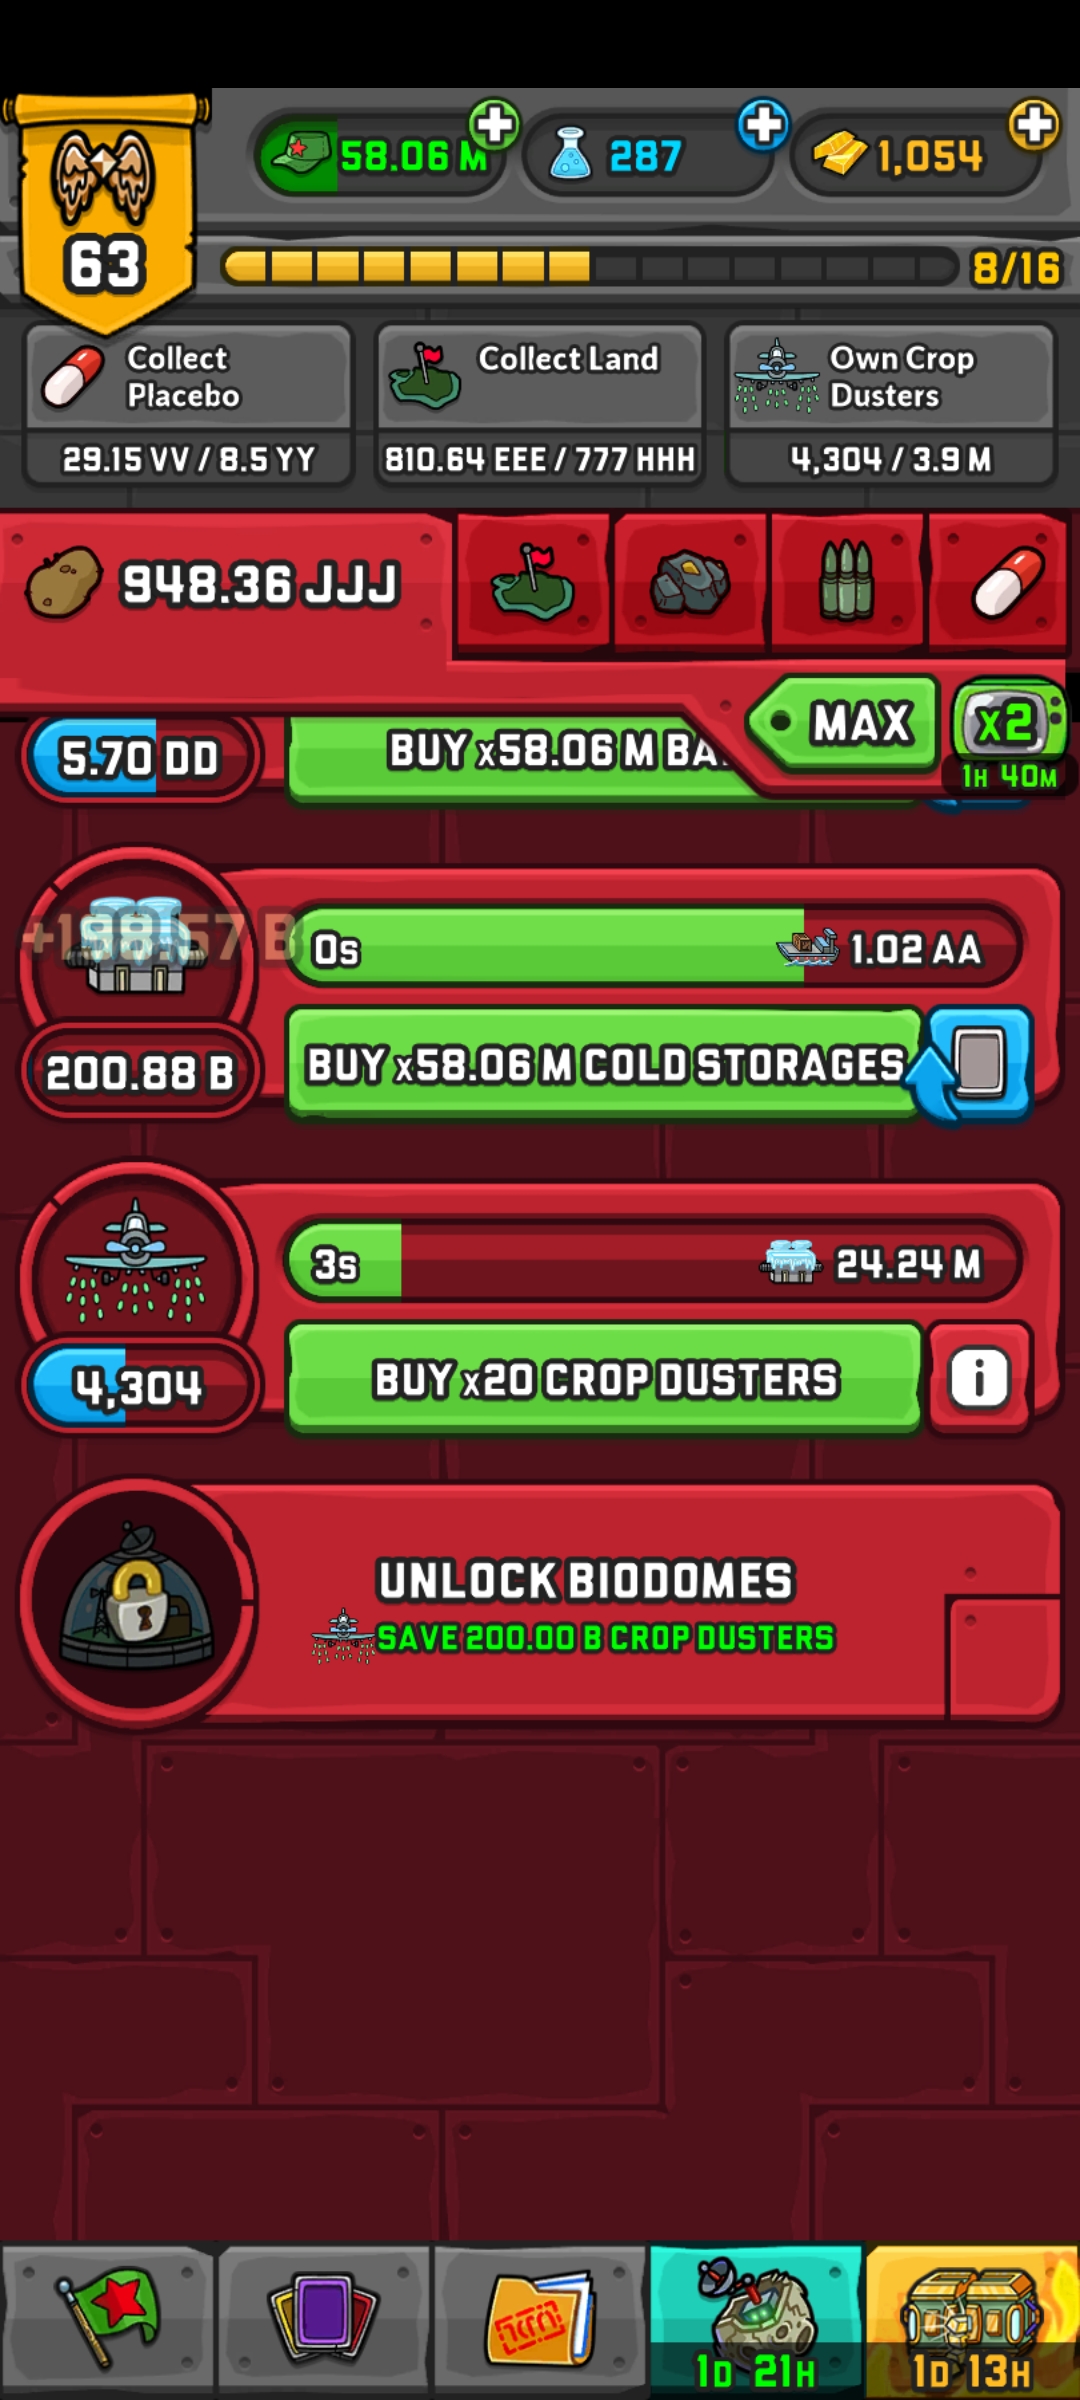 58.06 M
287
1,054
63
8/16
Collect
Placebo
29.15 VV / 8.5 YY
Collect Land
810.64 EEE / 777 HHH
Own Crop
Dusters
4,304 / 3.9 M
948.36 JJJ
MAX
x2
1H 40M
5.70 DD
BUY x58.06 M BA
0s
1.02 AA
200.88 B
BUY x58.06 M COLD STORAGES
3s
24.24 M
4,304
BUY x20 CROP DUSTERS
i
UNLOCK BIODOMES
SAVE 200.00 B CROP DUSTERS
1D 21H
1D 13H